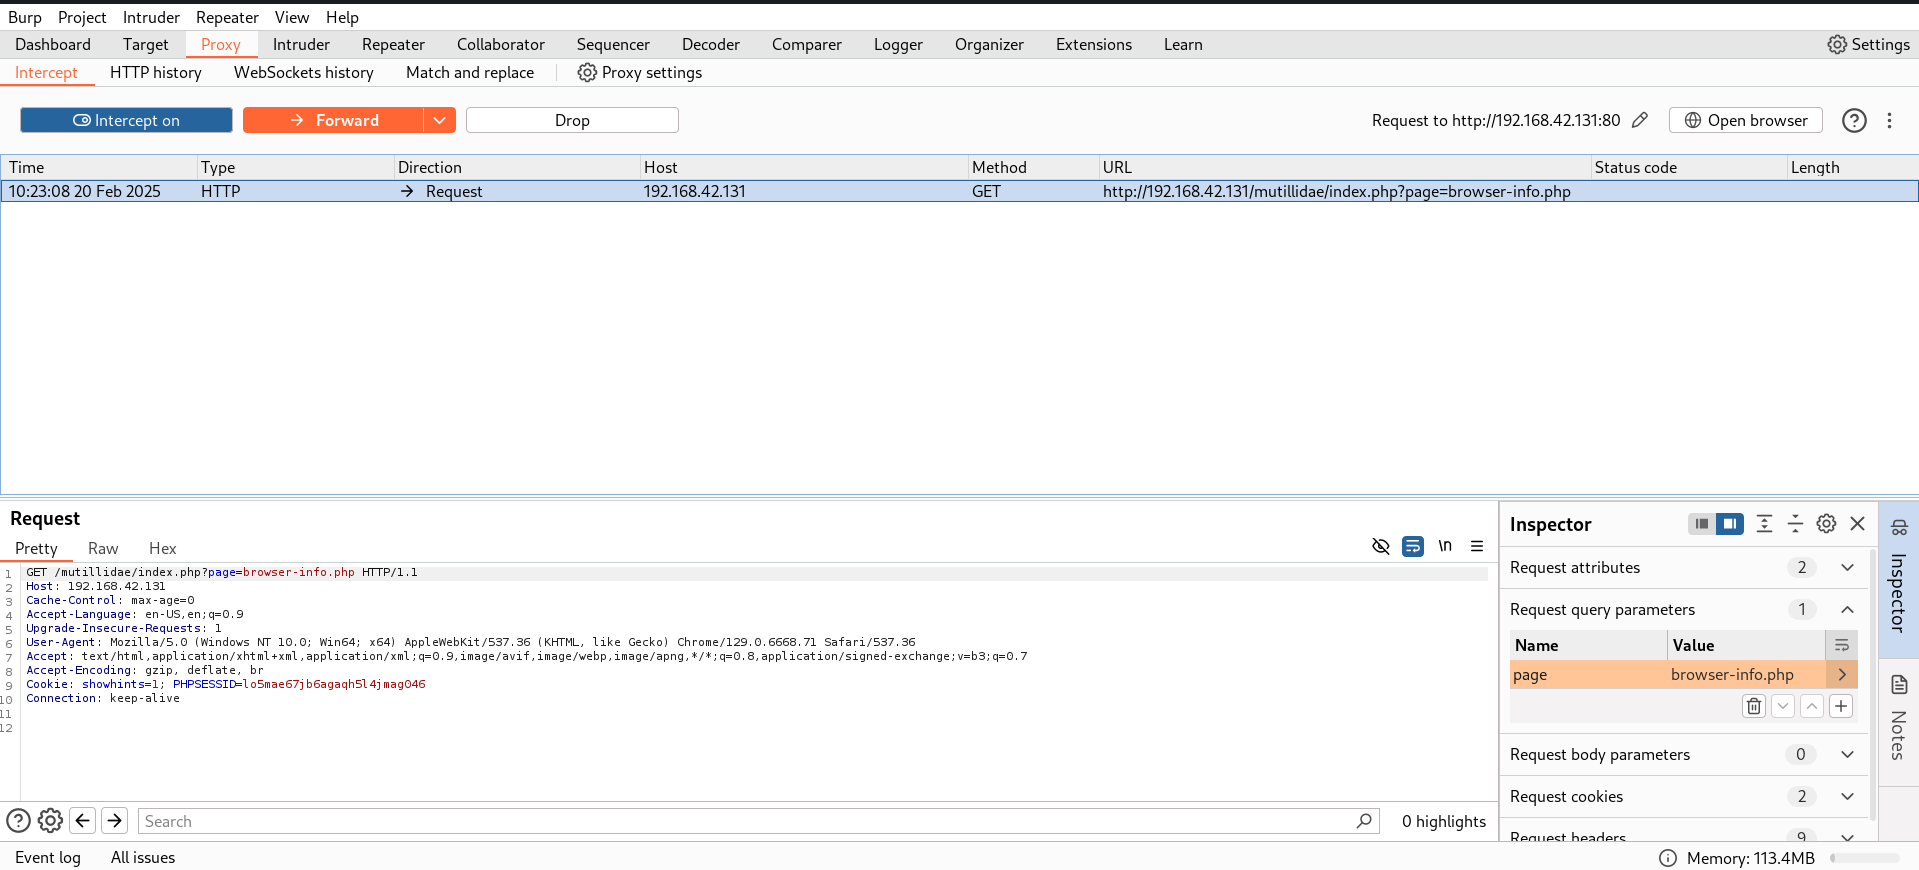 Burp Project Intruder Repeater View Help
Dashboard Target Proxy Intruder Repeater Collaborator Sequencer Decoder Comparer Logger Organizer Extensions Learn Settings
Intercept HTTP history WebSockets history Match and replace Proxy settings
Intercept on Forward Drop Request to http://192.168.42.131:80 Open browser
Time Type Direction Host Method URL Status code Length
10:23:08 20 Feb 2025 HTTP → Request 192.168.42.131 GET http://192.168.42.131/mutillidae/index.php?page=browser-info.php
Request
Pretty Raw Hex
\n
1 GET /mutillidae/index.php?page=browser-info.php HTTP/1.1
2 Host: 192.168.42.131
3 Cache-Control: max-age=0
4 Accept-Language: en-US,en;q=0.9
5 Upgrade-Insecure-Requests: 1
6 User-Agent: Mozilla/5.0 (Windows NT 10.0; Win64; x64) AppleWebKit/537.36 (KHTML, like Gecko) Chrome/129.0.6668.71 Safari/537.36
7 Accept: text/html,application/xhtml+xml,application/xml;q=0.9,image/avif,image/webp,image/apng,*/*;q=0.8,application/signed-exchange;v=b3;q=0.7
8 Accept-Encoding: gzip, deflate, br
9 Cookie: showhints=1; PHPSESSID=lo5mae67jb6agaqh5l4jmag046
10 Connection: keep-alive
11
12
Search 0 highlights
Inspector
Request attributes 2
Request query parameters 1
Name Value
page browser-info.php
Request body parameters 0
Request cookies 2
Request headers 9
Inspector
Notes
Event log All issues Memory: 113.4MB